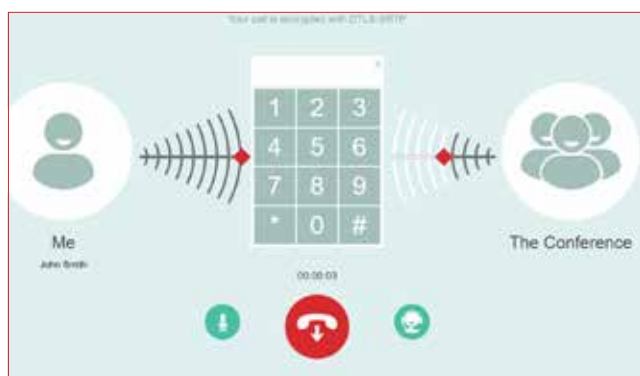 Your call is encrypted with DTLS-SRTP
1 2 3
4 5 6
7 8 9
* 0 #
Me
John Smith
The Conference
00:00:03